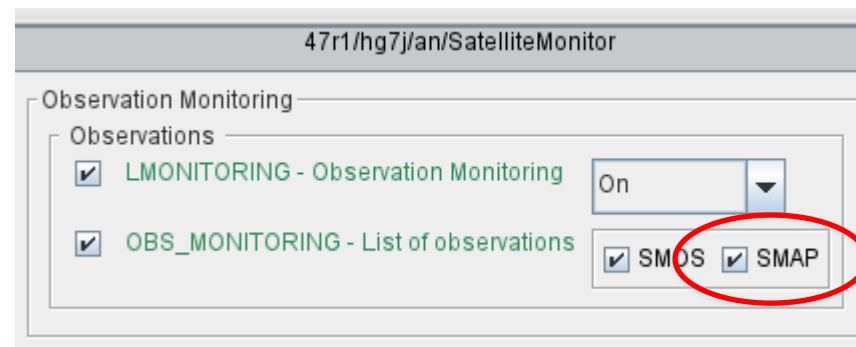 47r1/hg7j/an/SatelliteMonitor
Observation Monitoring
Observations
LMONITORING - Observation Monitoring On
OBS_MONITORING - List of observations SMOS SMAP